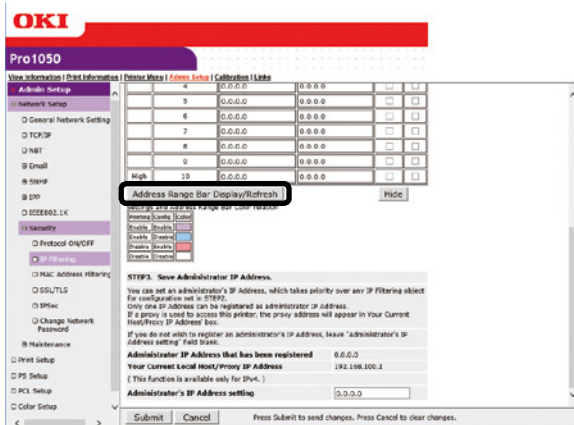 OKI
Pro1050
View Information | Print Information | Printer Menu | Admin Setup | Calibration | Links
Admin Setup
Network Setup
General Network Setting
TCP/IP
NBT
Email
SNMP
IPP
IEEE802.1X
Security
Protocol ON/OFF
IP Filtering
MAC Address Filtering
SSL/TLS
IPSec
Change Network
Password
Maintenance
Print Setup
PS Setup
PCL Setup
Color Setup
4 0.0.0.0 0.0.0.0
5 0.0.0.0 0.0.0.0
6 0.0.0.0 0.0.0.0
7 0.0.0.0 0.0.0.0
8 0.0.0.0 0.0.0.0
9 0.0.0.0 0.0.0.0
High 10 0.0.0.0 0.0.0.0
Address Range Bar Display/Refresh Hide
Settings and Address Range Bar Color relation
Printing Config Color
Enable Enable
Enable Disable
Disable Enable
Disable Disable
STEP3. Save Administrator IP Address.
You can set an administrator's IP Address, which takes priority over any IP Filtering object
for configuration set in STEP2.
Only one IP Address can be registered as administrator IP Address.
If a proxy is used to access this printer, the proxy address will appear in 'Your Current
Host/Proxy IP Address' box.
If you do not wish to register an administrator's IP Address, leave "Administrator's IP
Address setting" field blank.
Administrator IP Address that has been registered 0.0.0.0
Your Current Local Host/Proxy IP Address 192.168.100.1
( This function is available only for IPv4. )
Administrator's IP Address setting 0.0.0.0
Submit Cancel Press Submit to send changes. Press Cancel to clear changes.